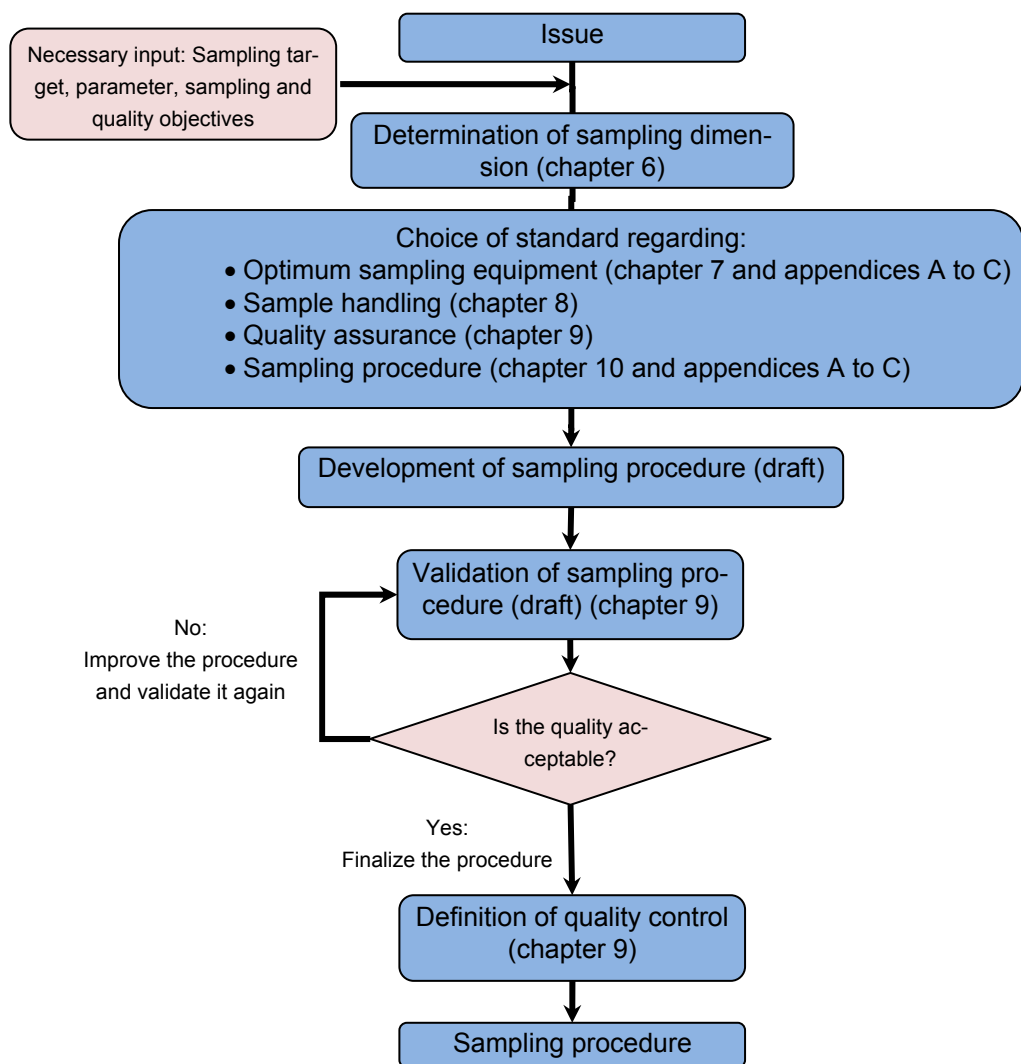 Issue
Necessary input: Sampling tar-
get, parameter, sampling and
quality objectives
Determination of sampling dimen-
sion (chapter 6)
Choice of standard regarding:
• Optimum sampling equipment (chapter 7 and appendices A to C)
• Sample handling (chapter 8)
• Quality assurance (chapter 9)
• Sampling procedure (chapter 10 and appendices A to C)
Development of sampling procedure (draft)
Validation of sampling pro-
cedure (draft) (chapter 9)
No:
Improve the procedure
and validate it again
Is the quality ac-
ceptable?
Yes:
Finalize the procedure
Definition of quality control
(chapter 9)
Sampling procedure